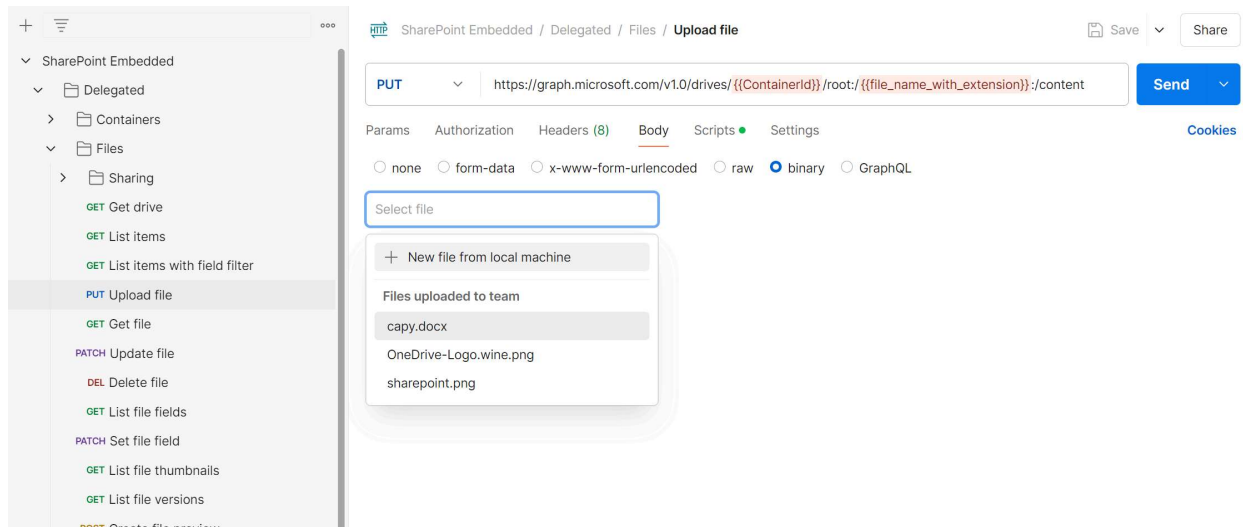 SharePoint Embedded
Delegated
Containers
Files
Sharing
GET Get drive
GET List items
GET List items with field filter
PUT Upload file
GET Get file
PATCH Update file
DEL Delete file
GET List file fields
PATCH Set file field
GET List file thumbnails
GET List file versions
POST Create file preview
HTTP SharePoint Embedded / Delegated / Files / Upload file
Save
Share
PUT https://graph.microsoft.com/v1.0/drives/{{ContainerId}}/root:/{{file_name_with_extension}}:/content
Send
Params Authorization Headers (8) Body Scripts Settings
Cookies
none form-data x-www-form-urlencoded raw binary GraphQL
Select file
New file from local machine
Files uploaded to team
capy.docx
OneDrive-Logo.wine.png
sharepoint.png